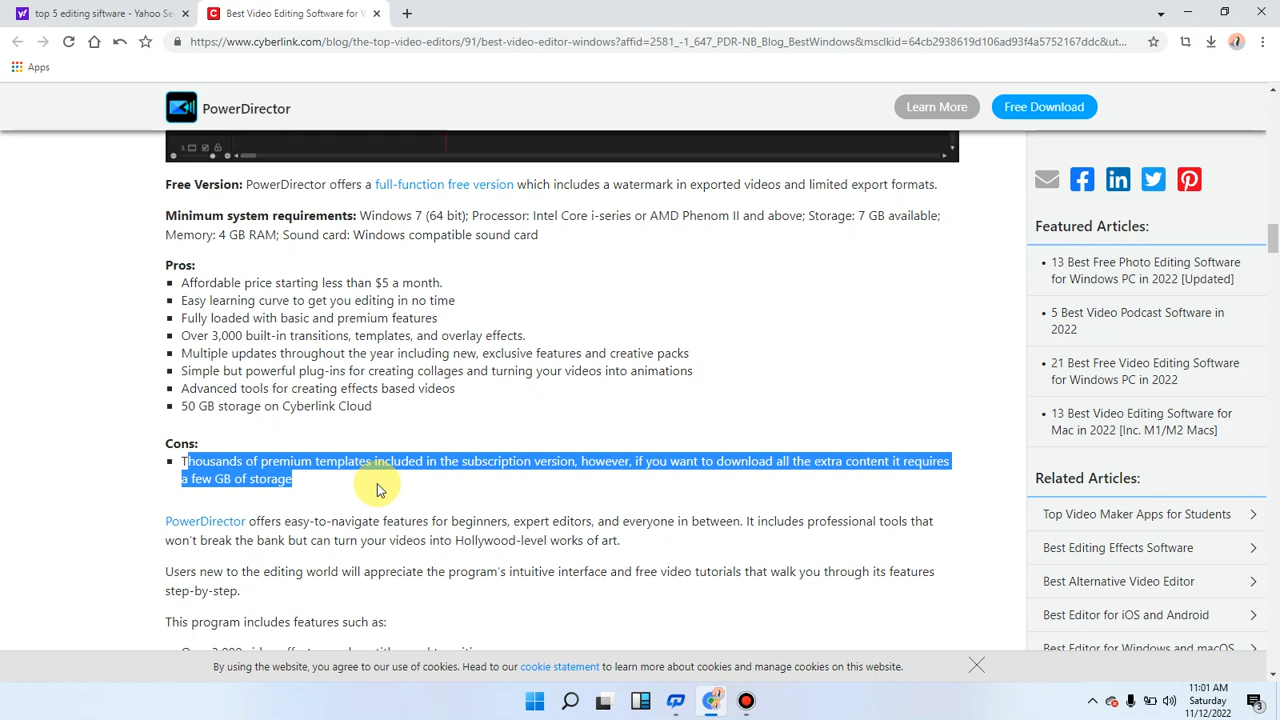 top 5 editing siftware - Yahoo Se
Best Video Editing Software for W
https://www.cyberlink.com/blog/the-top-video-editors/91/best-video-editor-windows?affid=2581_-1_647_PDR-NB_Blog_BestWindows&msclkid=64cb2938619d106ad93f4a5752167ddc&ut...
Apps
PowerDirector
Learn More
Free Download
Free Version: PowerDirector offers a full-function free version which includes a watermark in exported videos and limited export formats.
Minimum system requirements: Windows 7 (64 bit); Processor: Intel Core i-series or AMD Phenom II and above; Storage: 7 GB available;
Memory: 4 GB RAM; Sound card: Windows compatible sound card
Pros:
Affordable price starting less than $5 a month.
Easy learning curve to get you editing in no time
Fully loaded with basic and premium features
Over 3,000 built-in transitions, templates, and overlay effects.
Multiple updates throughout the year including new, exclusive features and creative packs
Simple but powerful plug-ins for creating collages and turning your videos into animations
Advanced tools for creating effects based videos
50 GB storage on Cyberlink Cloud
Cons:
Thousands of premium templates included in the subscription version, however, if you want to download all the extra content it requires
a few GB of storage
PowerDirector offers easy-to-navigate features for beginners, expert editors, and everyone in between. It includes professional tools that
won't break the bank but can turn your videos into Hollywood-level works of art.
Users new to the editing world will appreciate the program's intuitive interface and free video tutorials that walk you through its features
step-by-step.
This program includes features such as:
Featured Articles:
13 Best Free Photo Editing Software
for Windows PC in 2022 [Updated]
5 Best Video Podcast Software in
2022
21 Best Free Video Editing Software
for Windows PC in 2022
13 Best Video Editing Software for
Mac in 2022 [Inc. M1/M2 Macs]
Related Articles:
Top Video Maker Apps for Students
Best Editing Effects Software
Best Alternative Video Editor
Best Editor for iOS and Android
Best Editor for Windows and macOS
By using the website, you agree to our use of cookies. Head to our cookie statement to learn more about cookies and manage cookies on this website.
11:01 AM
Saturday
11/12/2022
3